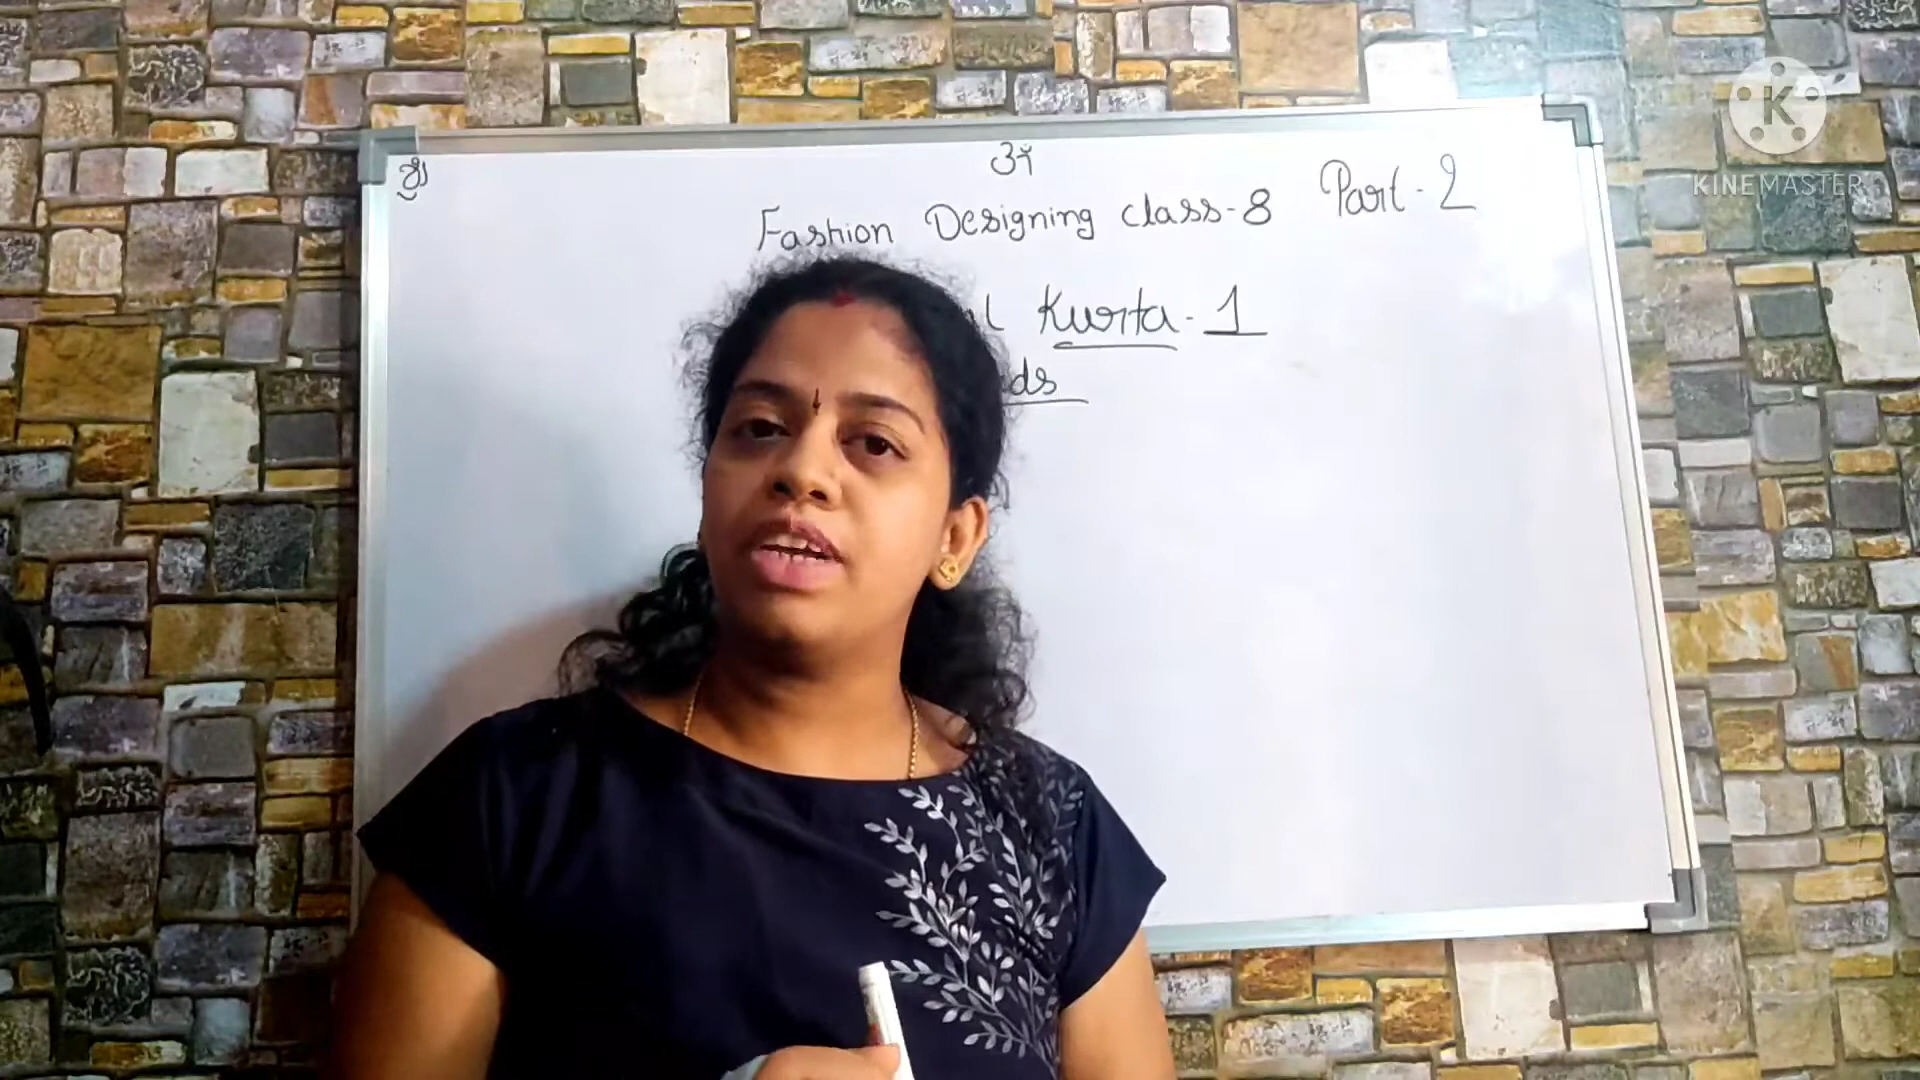 ॐ
Fashion Designing class-8 Part-2
Kurta-1
KINEMASTER